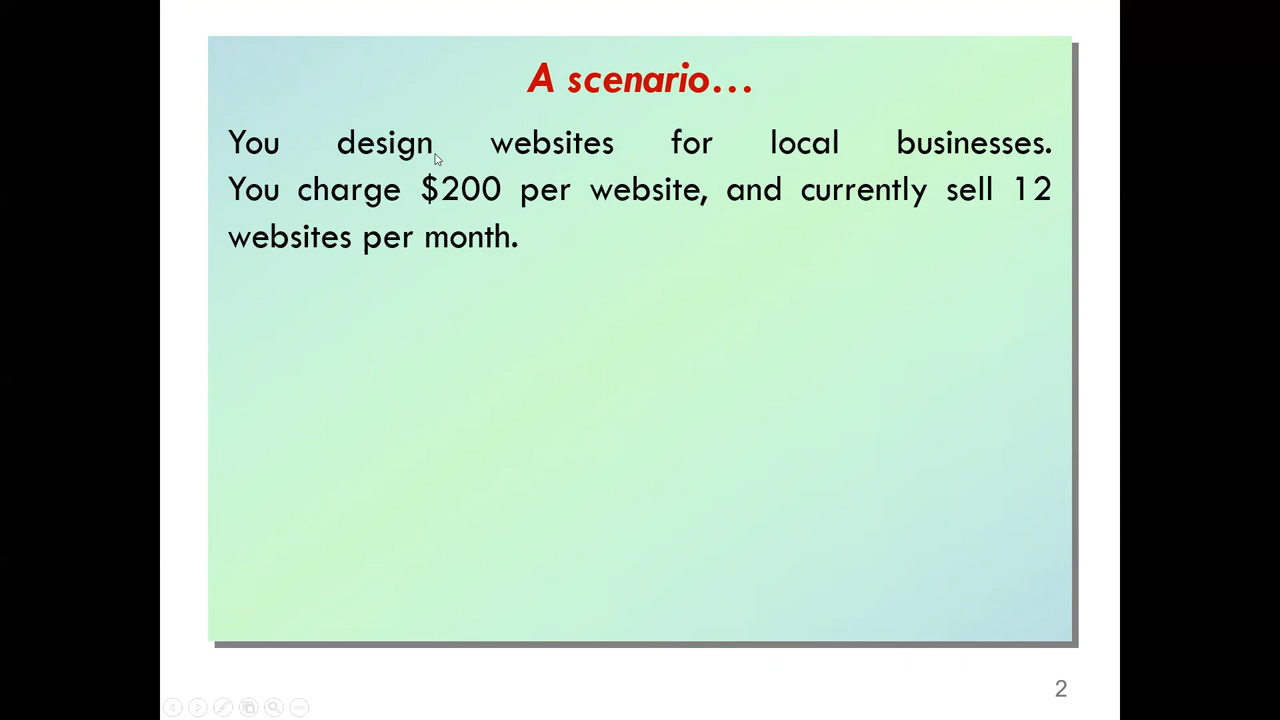 A scenario...
You design websites for local businesses.
You charge $200 per website, and currently sell 12
websites per month.
2